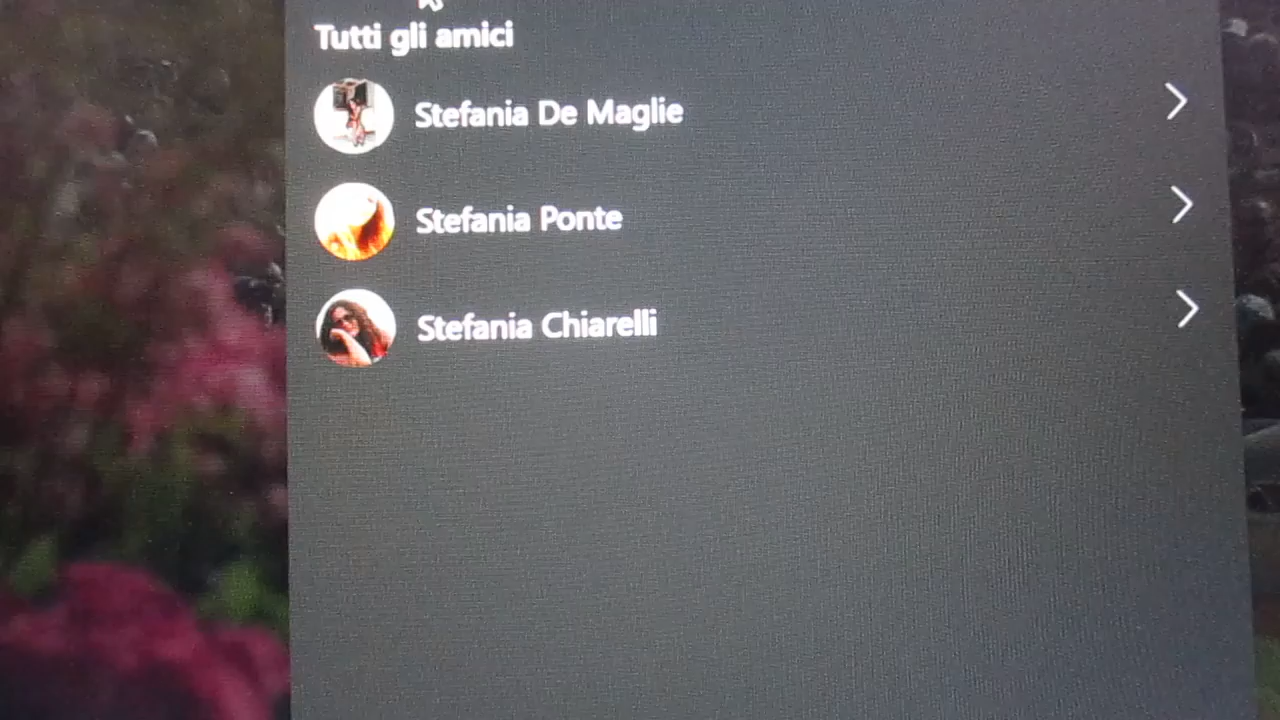 Tutti gli amici
Stefania De Maglie
Stefania Ponte
Stefania Chiarelli